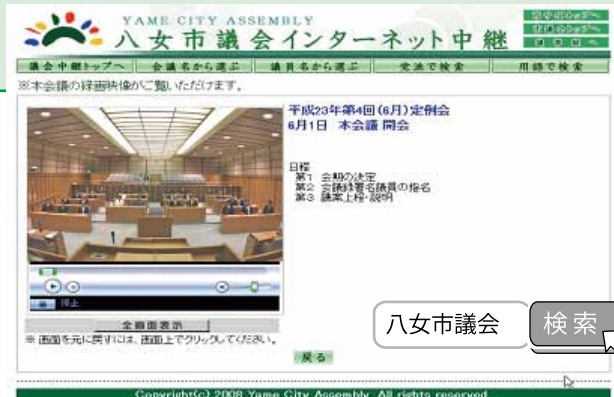 YAME CITY ASSEMBLY
八女市議会インターネット中継
議会中継トップへ 会議名から選ぶ 議員名から選ぶ 用語で検索
※本会議の録画映像がご覧いただけます。
平成23年第4回(6月)定例会
6月1日 本会議 開会
日程
第1 会期の決定
第2 会議録署名議員の指名
第3 議案上程・説明
停止
全画面表示
※ 画面を元に戻すには、画面上でクリックしてください。
八女市議会 検索
戻る
Copyright(c) 2008 Yame City Assembly. All rights reserved.